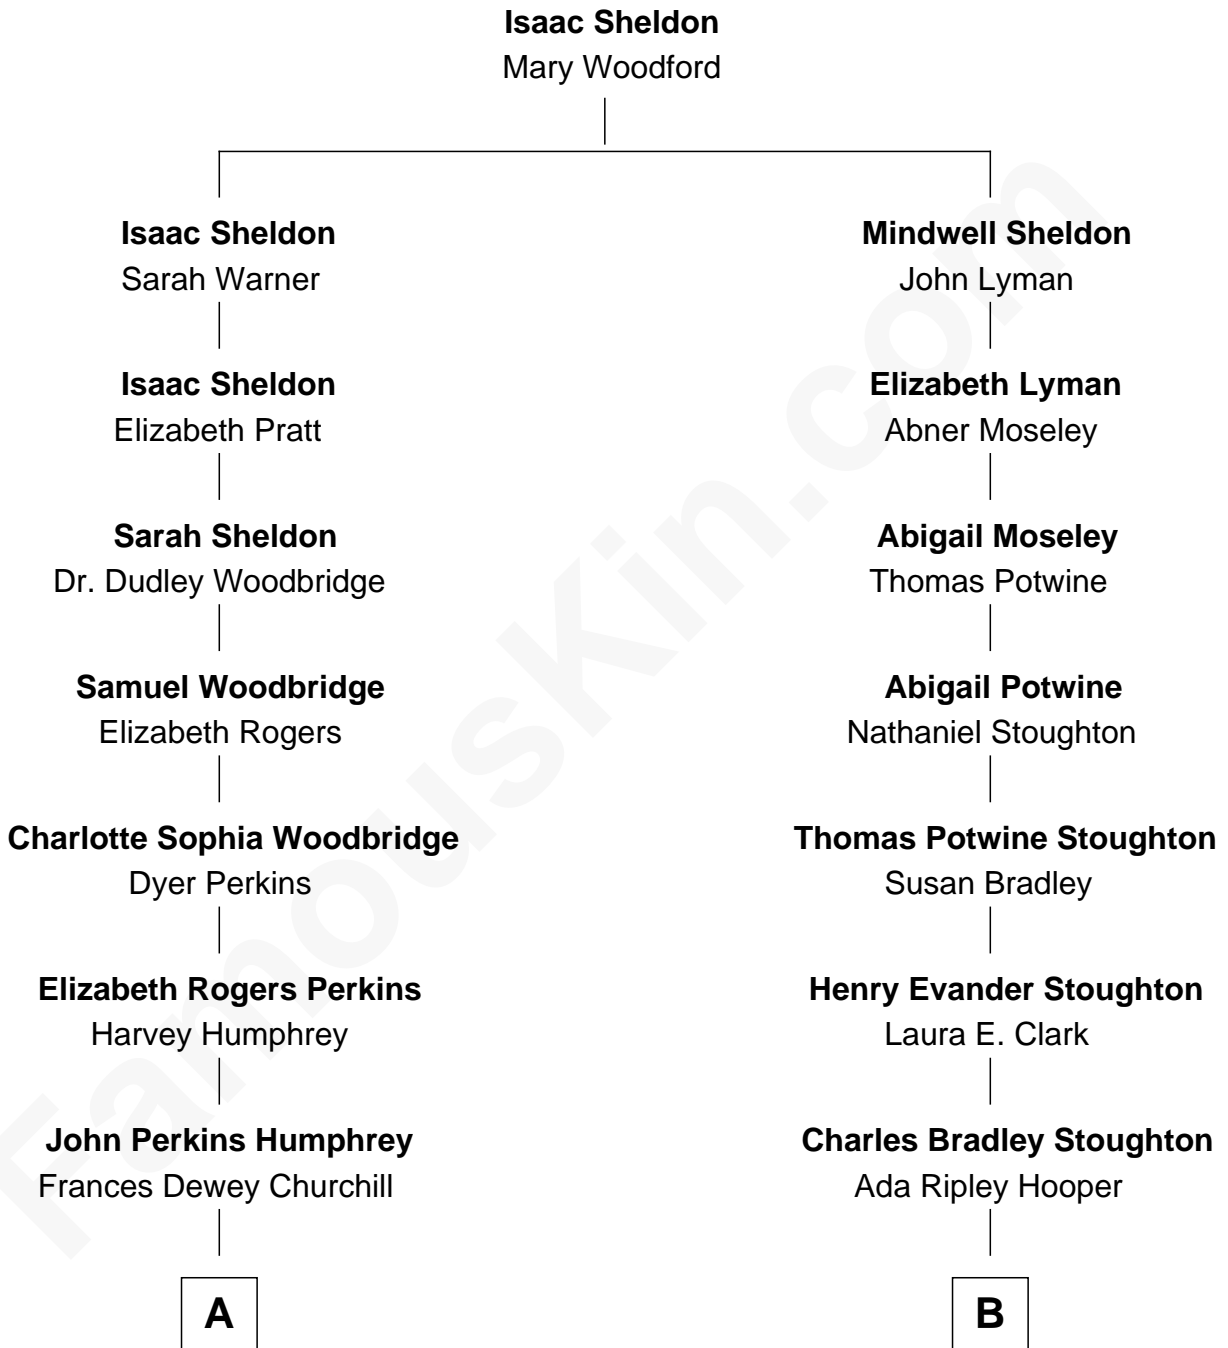 Isaac Sheldon
Mary Woodford
Isaac Sheldon
Sarah Warner
Mindwell Sheldon
John Lyman
Isaac Sheldon
Elizabeth Pratt
Elizabeth Lyman
Abner Moseley
Sarah Sheldon
Dr. Dudley Woodbridge
Abigail Moseley
Thomas Potwine
Samuel Woodbridge
Elizabeth Rogers
Abigail Potwine
Nathaniel Stoughton
Charlotte Sophia Woodbridge
Dyer Perkins
Thomas Potwine Stoughton
Susan Bradley
Elizabeth Rogers Perkins
Harvey Humphrey
Henry Evander Stoughton
Laura E. Clark
John Perkins Humphrey
Frances Dewey Churchill
Charles Bradley Stoughton
Ada Ripley Hooper
A
B
FamousKin.com